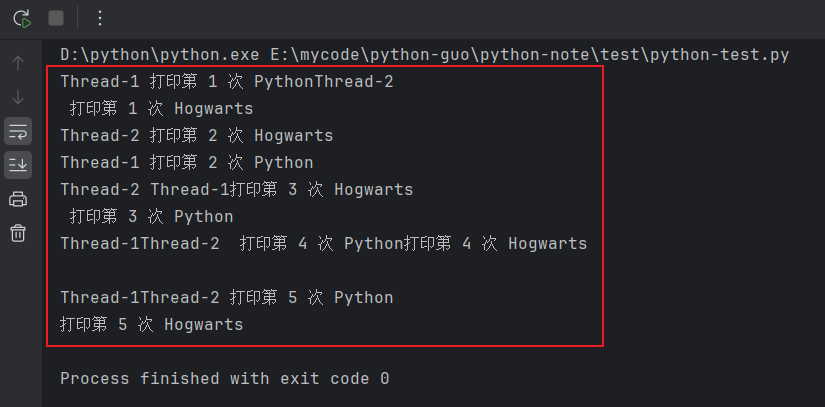 D:\python\python.exe E:\mycode\python-guo\python-note\test\python-test.py
Thread-1 打印第 1 次 PythonThread-2
 打印第 1 次 Hogwarts
Thread-2 打印第 2 次 Hogwarts
Thread-1 打印第 2 次 Python
Thread-2 Thread-1打印第 3 次 Hogwarts
 打印第 3 次 Python
Thread-1Thread-2  打印第 4 次 Python打印第 4 次 Hogwarts
Thread-1Thread-2 打印第 5 次 Python
打印第 5 次 Hogwarts
Process finished with exit code 0